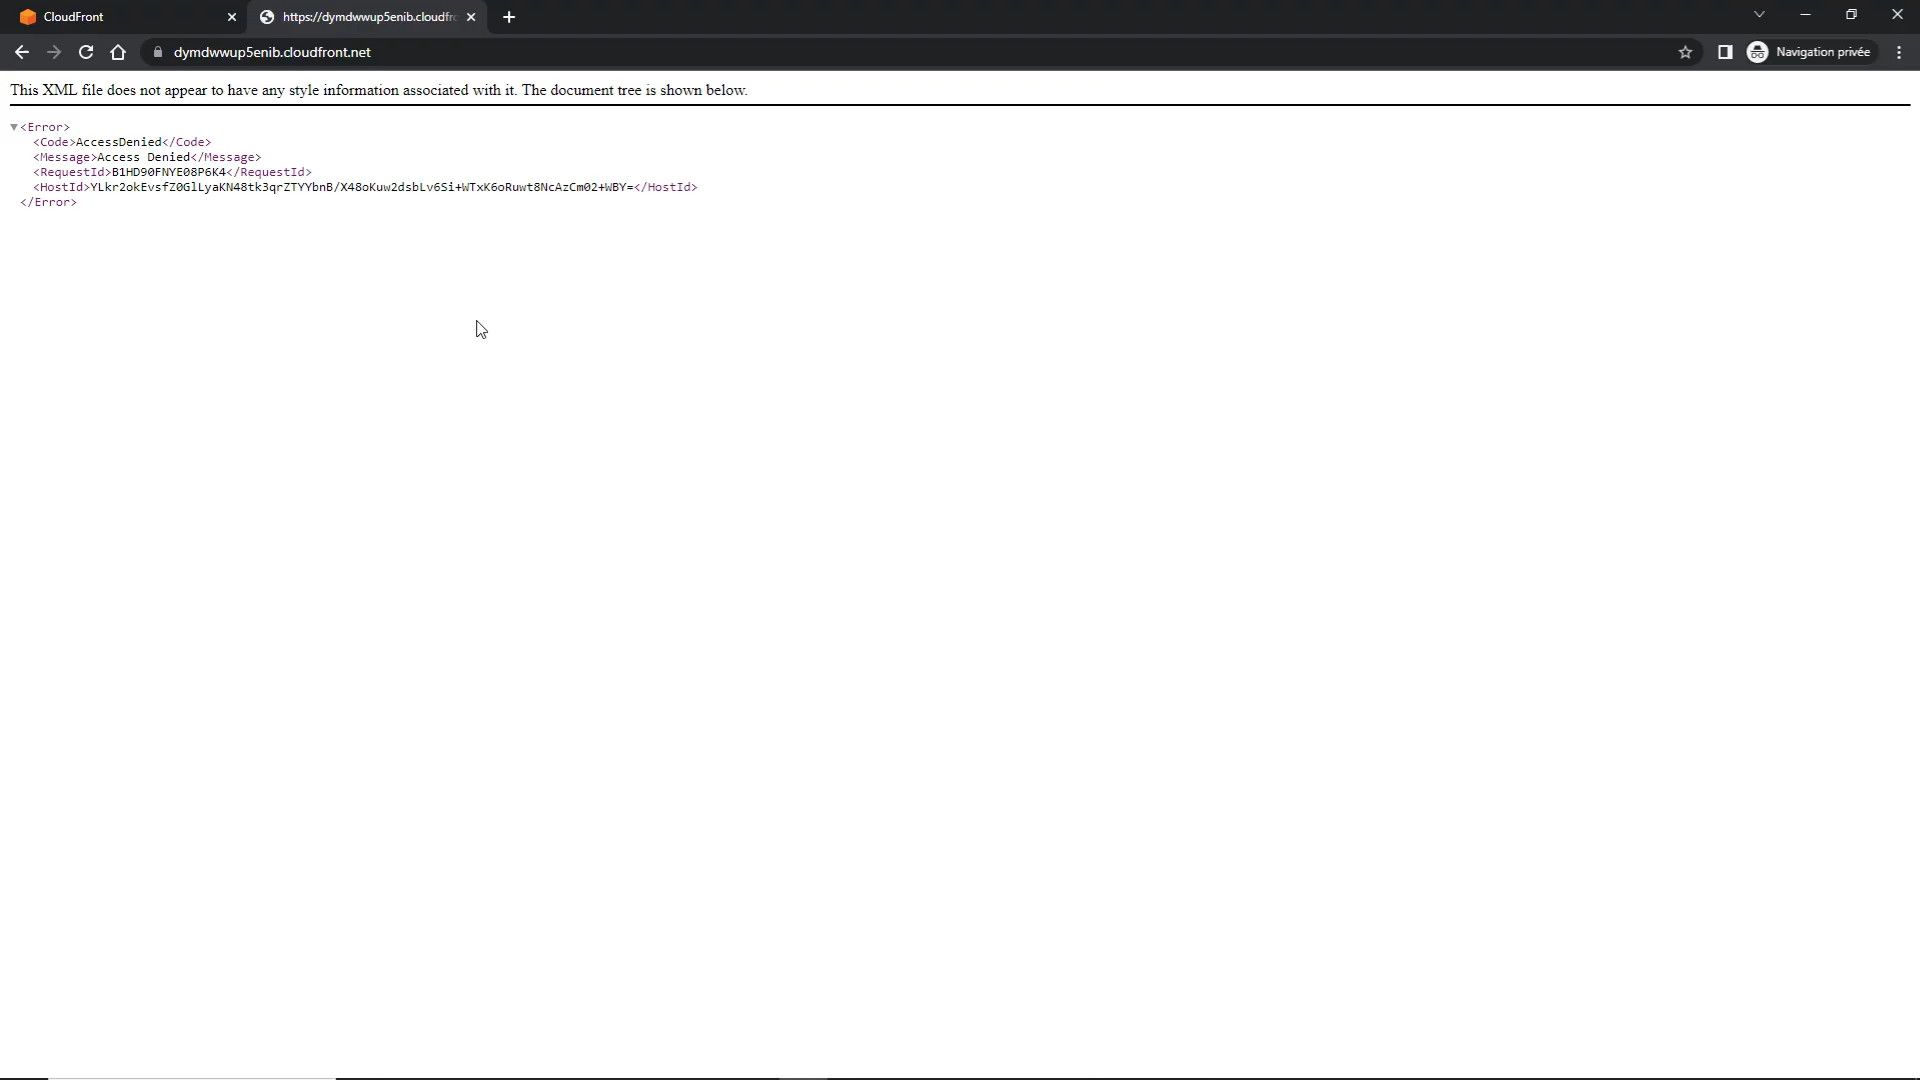 CloudFront
https://dymdwwup5enib.cloudfr
dymdwwup5enib.cloudfront.net
Navigation privée
This XML file does not appear to have any style information associated with it. The document tree is shown below.
▼<Error>
<Code>AccessDenied</Code>
<Message>Access Denied</Message>
<RequestId>B1HD90FNYE08P6K4</RequestId>
<HostId>YLkr2okEvsfZ0GlLyaKN48tk3qrZTYYbnB/X48oKuw2dsbLv6Si+WTxK6oRuwt8NcAzCm02+WBY=</HostId>
</Error>